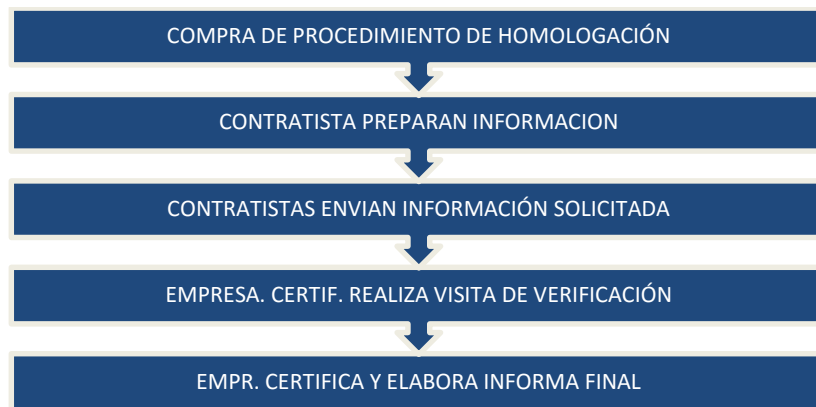 COMPRA DE PROCEDIMIENTO DE HOMOLOGACIÓN
CONTRATISTA PREPARAN INFORMACION
CONTRATISTAS ENVIAN INFORMACIÓN SOLICITADA
EMPRESA. CERTIF. REALIZA VISITA DE VERIFICACIÓN
EMPR. CERTIFICA Y ELABORA INFORMA FINAL